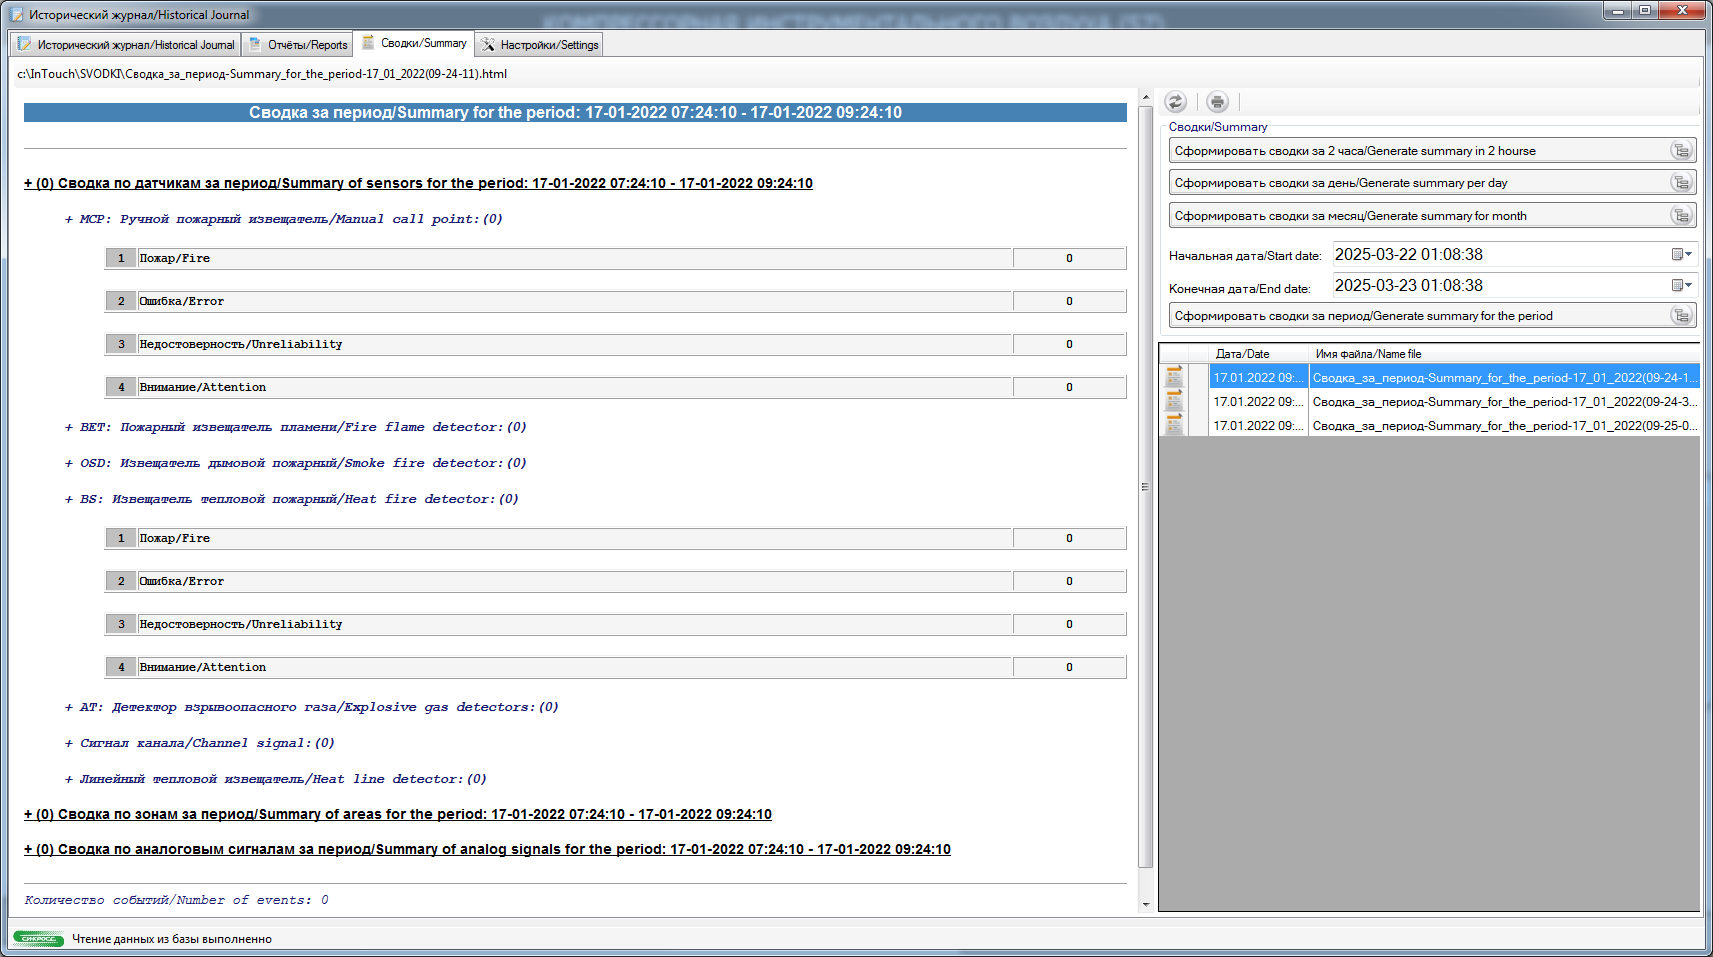 Исторический журнал/Historical Journal
КОМПРЕССОРНАЯ ИНСТРУМЕНТАЛЬНОГО ВОЗДУХА (57)
Исторический журнал/Historical Journal
Отчёты/Reports
Сводки/Summary
Настройки/Settings
c:\InTouch\SVODKI\Сводка_за_период-Summary_for_the_period-17_01_2022(09-24-11).html
Сводка за период/Summary for the period: 17-01-2022 07:24:10 - 17-01-2022 09:24:10
+ (0) Сводка по датчикам за период/Summary of sensors for the period: 17-01-2022 07:24:10 - 17-01-2022 09:24:10
+ MCP: Ручной пожарный извещатель/Manual call point:(0)
1 Пожар/Fire 0
2 Ошибка/Error 0
3 Недостоверность/Unreliability 0
4 Внимание/Attention 0
+ BET: Пожарный извещатель пламени/Fire flame detector:(0)
+ OSD: Извещатель дымовой пожарный/Smoke fire detector:(0)
+ BS: Извещатель тепловой пожарный/Heat fire detector:(0)
1 Пожар/Fire 0
2 Ошибка/Error 0
3 Недостоверность/Unreliability 0
4 Внимание/Attention 0
+ AT: Детектор взрывоопасного газа/Explosive gas detectors:(0)
+ Сигнал канала/Channel signal:(0)
+ Линейный тепловой извещатель/Heat line detector:(0)
+ (0) Сводка по зонам за период/Summary of areas for the period: 17-01-2022 07:24:10 - 17-01-2022 09:24:10
+ (0) Сводка по аналоговым сигналам за период/Summary of analog signals for the period: 17-01-2022 07:24:10 - 17-01-2022 09:24:10
Количество событий/Number of events: 0
Сводки/Summary
Сформировать сводки за 2 часа/Generate summary in 2 hourse
Сформировать сводки за день/Generate summary per day
Сформировать сводки за месяц/Generate summary for month
Начальная дата/Start date: 2025-03-22 01:08:38
Конечная дата/End date: 2025-03-23 01:08:38
Сформировать сводки за период/Generate summary for the period
Дата/Date Имя файла/Name file
17.01.2022 09:... Сводка_за_период-Summary_for_the_period-17_01_2022(09-24-1...
17.01.2022 09:... Сводка_за_период-Summary_for_the_period-17_01_2022(09-24-3...
17.01.2022 09:... Сводка_за_период-Summary_for_the_period-17_01_2022(09-25-0...
Чтение данных из базы выполненно